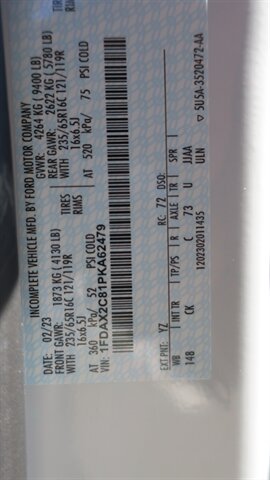 INCOMPLETE VEHICLE MFD. BY FORD MOTOR COMPANY
DATE: 02/23 GVWR: 4264 KG ( 9400 LB)
FRONT GAWR: 1873 KG ( 4130 LB) REAR GAWR: 2622 KG ( 5780 LB)
WITH 235/65R16C 121/119R TIRES WITH 235/65R16C 121/119R TIRES
16x6.5J RIMS 16x6.5J RIMS
AT 360 kPa/ 52 PSI COLD AT 520 kPa/ 75 PSI COLD
VIN: 1FDAX2C81PKA62479
EXT PNT: YZ RC: 72 DSO:
WB INT TR TP/PS R AXLE TR SPR
148 CK C 73 U JJAA
ULN
1202302011435 5U5A-3520472-AA